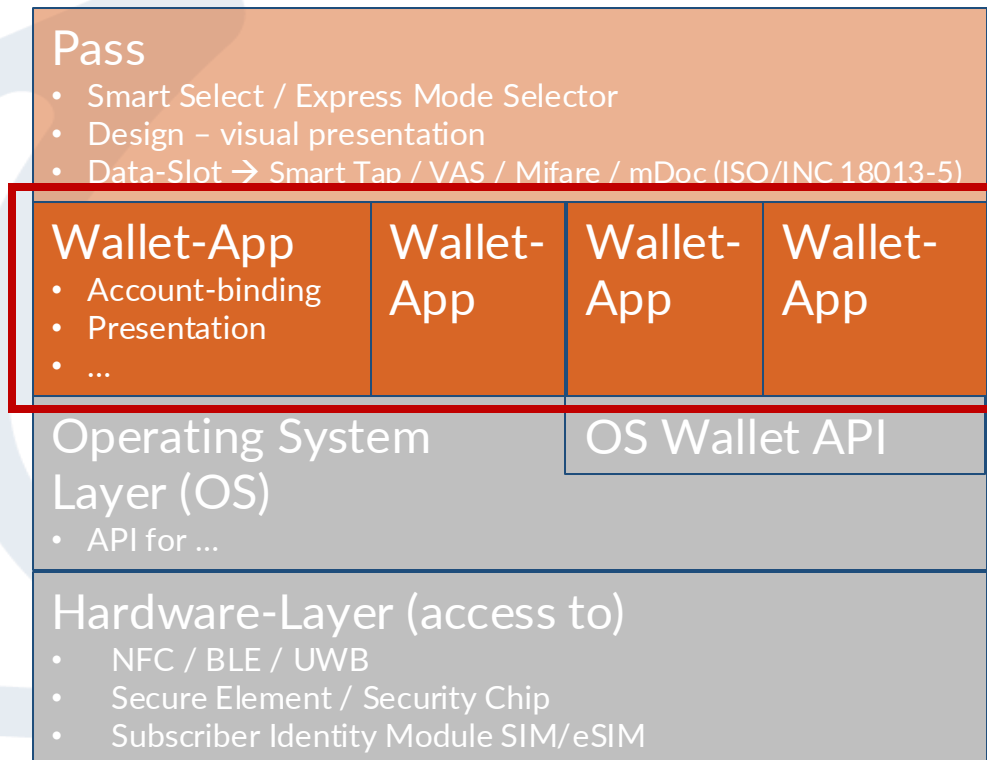 Pass
• Smart Select / Express Mode Selector
• Design – visual presentation
• Data-Slot → Smart Tap / VAS / Mifare / mDoc (ISO/INC 18013-5)
Wallet-App
• Account-binding
• Presentation
• ...
Wallet-
App
Wallet-
App
Wallet-
App
Operating System
Layer (OS)
• API for ...
OS Wallet API
Hardware-Layer (access to)
• NFC / BLE / UWB
• Secure Element / Security Chip
• Subscriber Identity Module SIM/eSIM